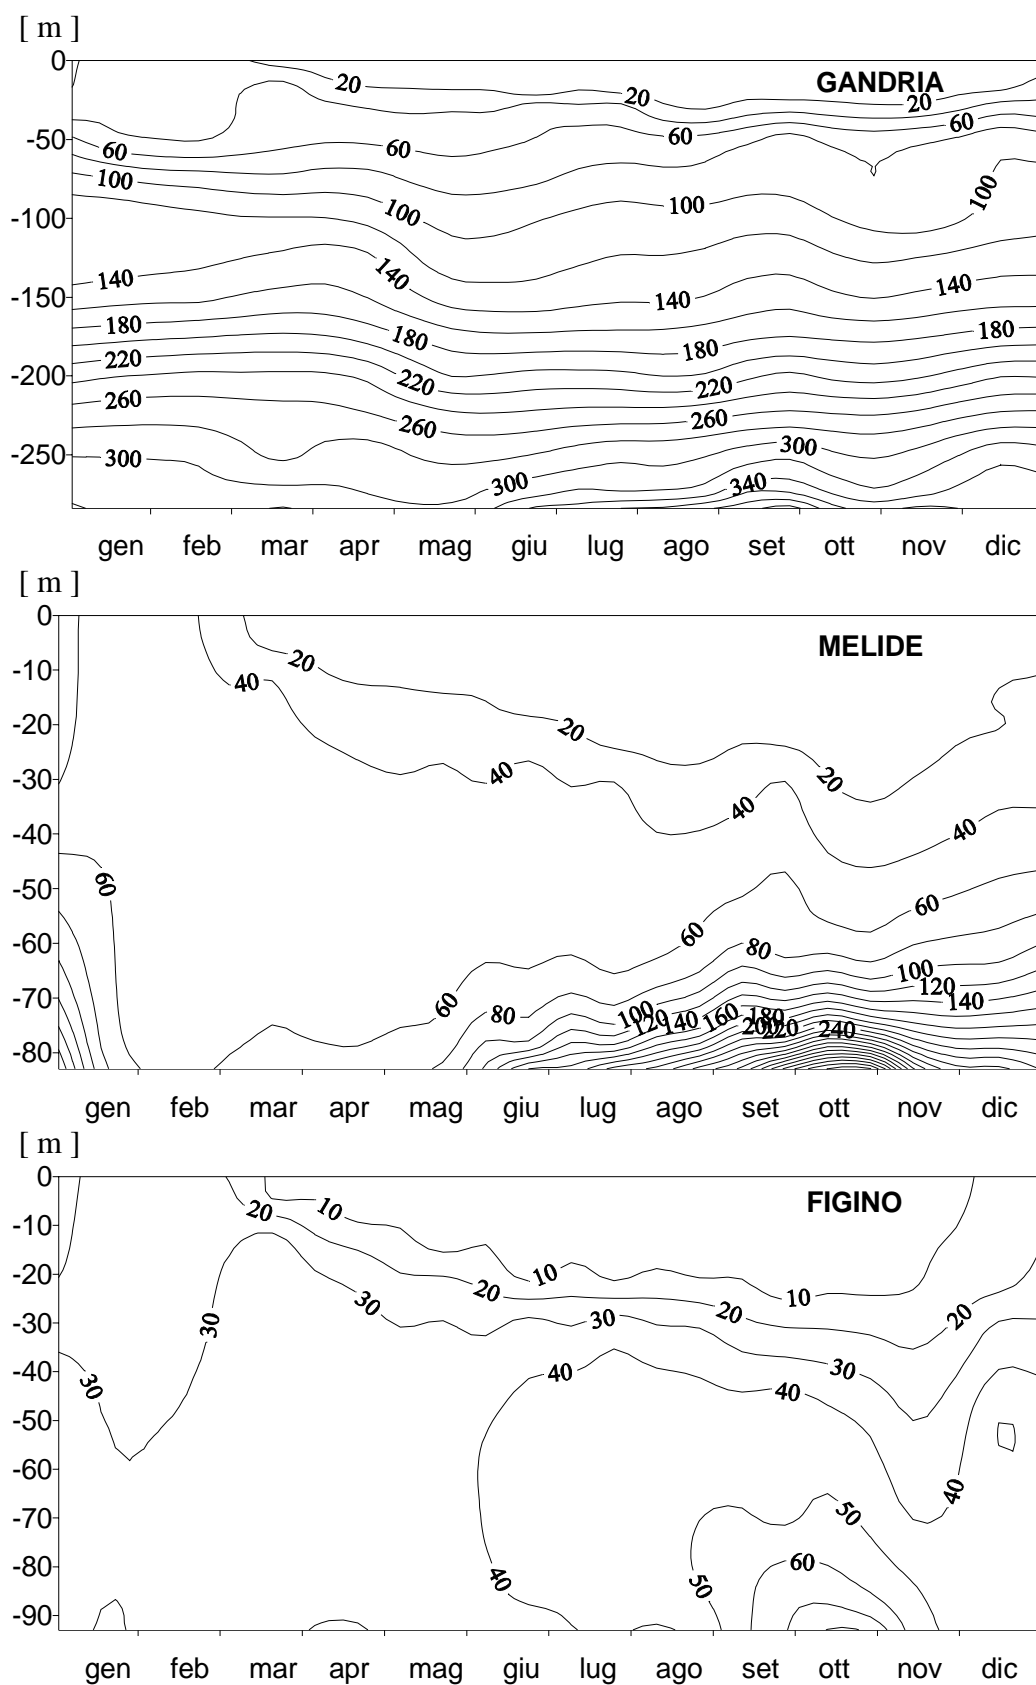 [ m ]
0
20 20 GANDRIA
20
-50 60 60 60 60
100 100 100 100
-100
140 140 140 140
-150
180 180 180 180
220 220 220
-200
260 260 260
-250 300 300 300 340
gen feb mar apr mag giu lug ago set ott nov dic
[ m ]
0
MELIDE
20
-10 40
-20 20
-30 40 20
-40 40 40
-50 60
60
-60 60 80
100 120 140
-70 60 80 100 120 140 160 180
200 220 240
-80
gen feb mar apr mag giu lug ago set ott nov dic
[ m ]
0
FIGINO
20 10
-10
-20 10
20 10
30 20 20
-30 30 30
-40 30 40 40 30
-50
-60
-70 50 40
-80 40 50 60
-90
gen feb mar apr mag giu lug ago set ott nov dic